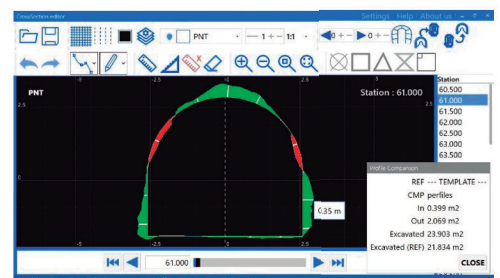 CrossSection editor
Settings Help About us
PNT
1
1:1
0
0
-5
-2.5
0
2.5
5
PNT
Station : 61.000
2.5
2.5
0
-5
-2.5
0
2.5
0.35 m
Station
60.500
61.000
61.500
62.000
62.500
63.000
63.500
Profile Comparison
REF --- TEMPLATE ---
CMP perfiles
In 0.399 m2
Out 2.069 m2
Excavated 23.903 m2
Excavated (REF) 21.834 m2
CLOSE
61.000